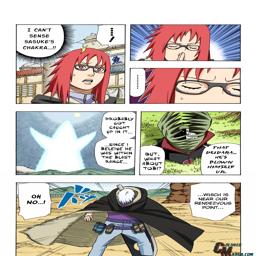 I CAN'T
SENSE
SASUKE'S
CHAKRA...!!
!
PROBABLY
GOT
CAUGHT
UP IN IT...
...SINCE I
BELIEVE HE
WAS WITHIN
THE BLAST
RANGE...
BUT...
WHAT
ABOUT
TOBI?
THAT
DEIDARA...
HE'S
BLOWN
HIMSELF
UP.
OH
NO...!
...WHICH IS
NEAR OUR
RENDEZVOUS
POINT...